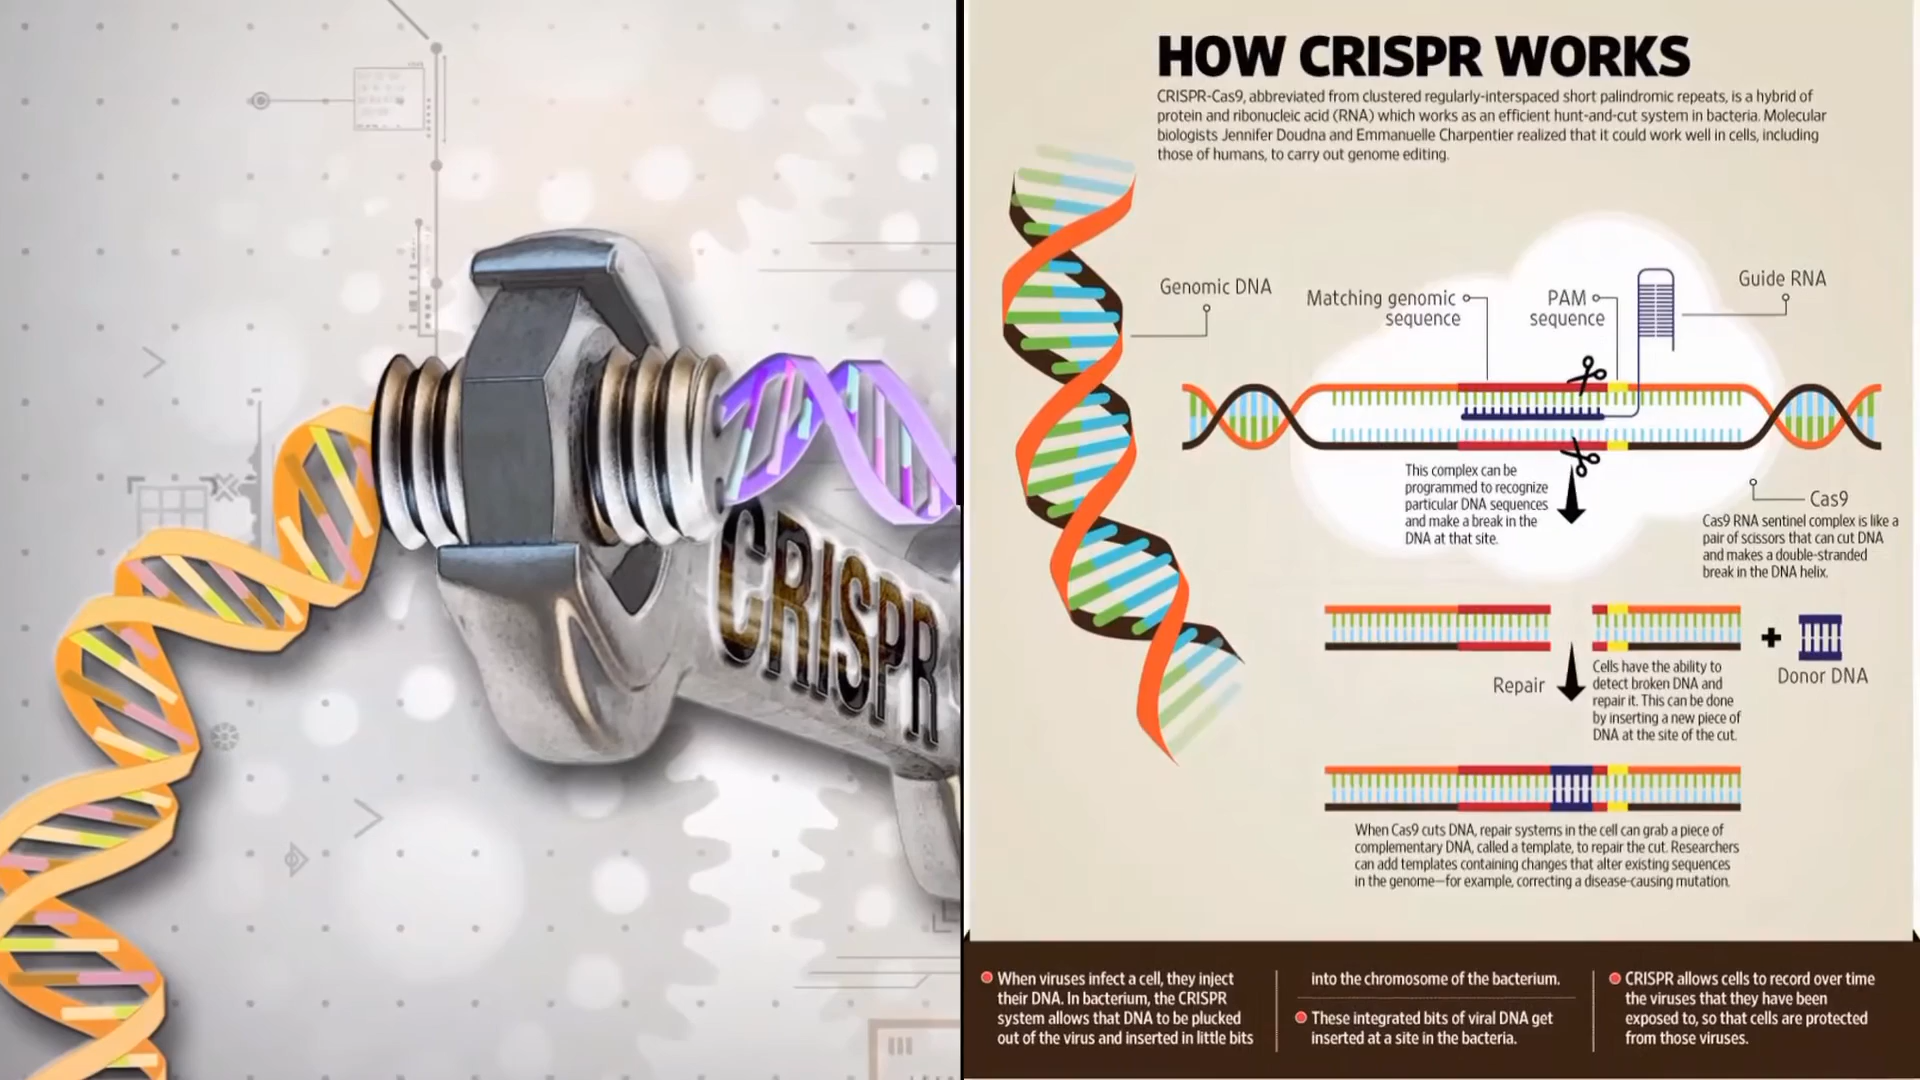 CRISPR
HOW CRISPR WORKS
CRISPR-Cas9, abbreviated from clustered regularly-interspaced short palindromic repeats, is a hybrid of
protein and ribonucleic acid (RNA) which works as an efficient hunt-and-cut system in bacteria. Molecular
biologists Jennifer Doudna and Emmanuelle Charpentier realized that it could work well in cells, including
those of humans, to carry out genome editing.
Genomic DNA
Matching genomic
sequence
PAM
sequence
Guide RNA
This complex can be
programmed to recognize
particular DNA sequences
and make a break in the
DNA at that site.
Cas9
Cas9 RNA sentinel complex is like a
pair of scissors that can cut DNA
and makes a double-stranded
break in the DNA helix.
Repair
Cells have the ability to
detect broken DNA and
repair it. This can be done
by inserting a new piece of
DNA at the site of the cut.
+
Donor DNA
When Cas9 cuts DNA, repair systems in the cell can grab a piece of
complementary DNA, called a template, to repair the cut. Researchers
can add templates containing changes that alter existing sequences
in the genome—for example, correcting a disease-causing mutation.
When viruses infect a cell, they inject
their DNA. In bacterium, the CRISPR
system allows that DNA to be plucked
out of the virus and inserted in little bits
into the chromosome of the bacterium.
These integrated bits of viral DNA get
inserted at a site in the bacteria.
CRISPR allows cells to record over time
the viruses that they have been
exposed to, so that cells are protected
from those viruses.